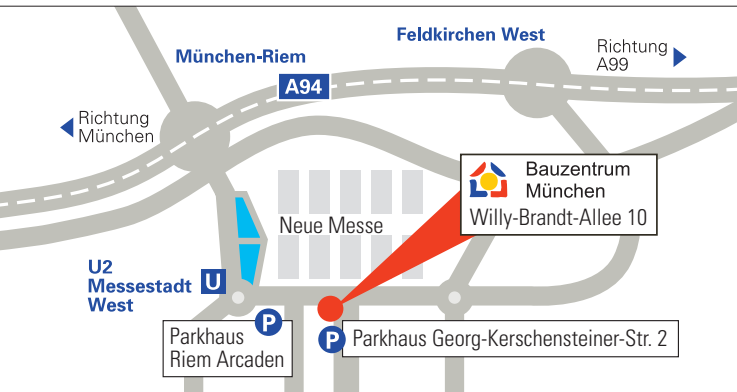 Feldkirchen West
München-Riem
Richtung
A99
A94
Richtung
München
Bauzentrum
München
Willy-Brandt-Allee 10
Neue Messe
U2
Messestadt
West
U
P
Parkhaus
Riem Arcaden
P
Parkhaus Georg-Kerschensteiner-Str. 2